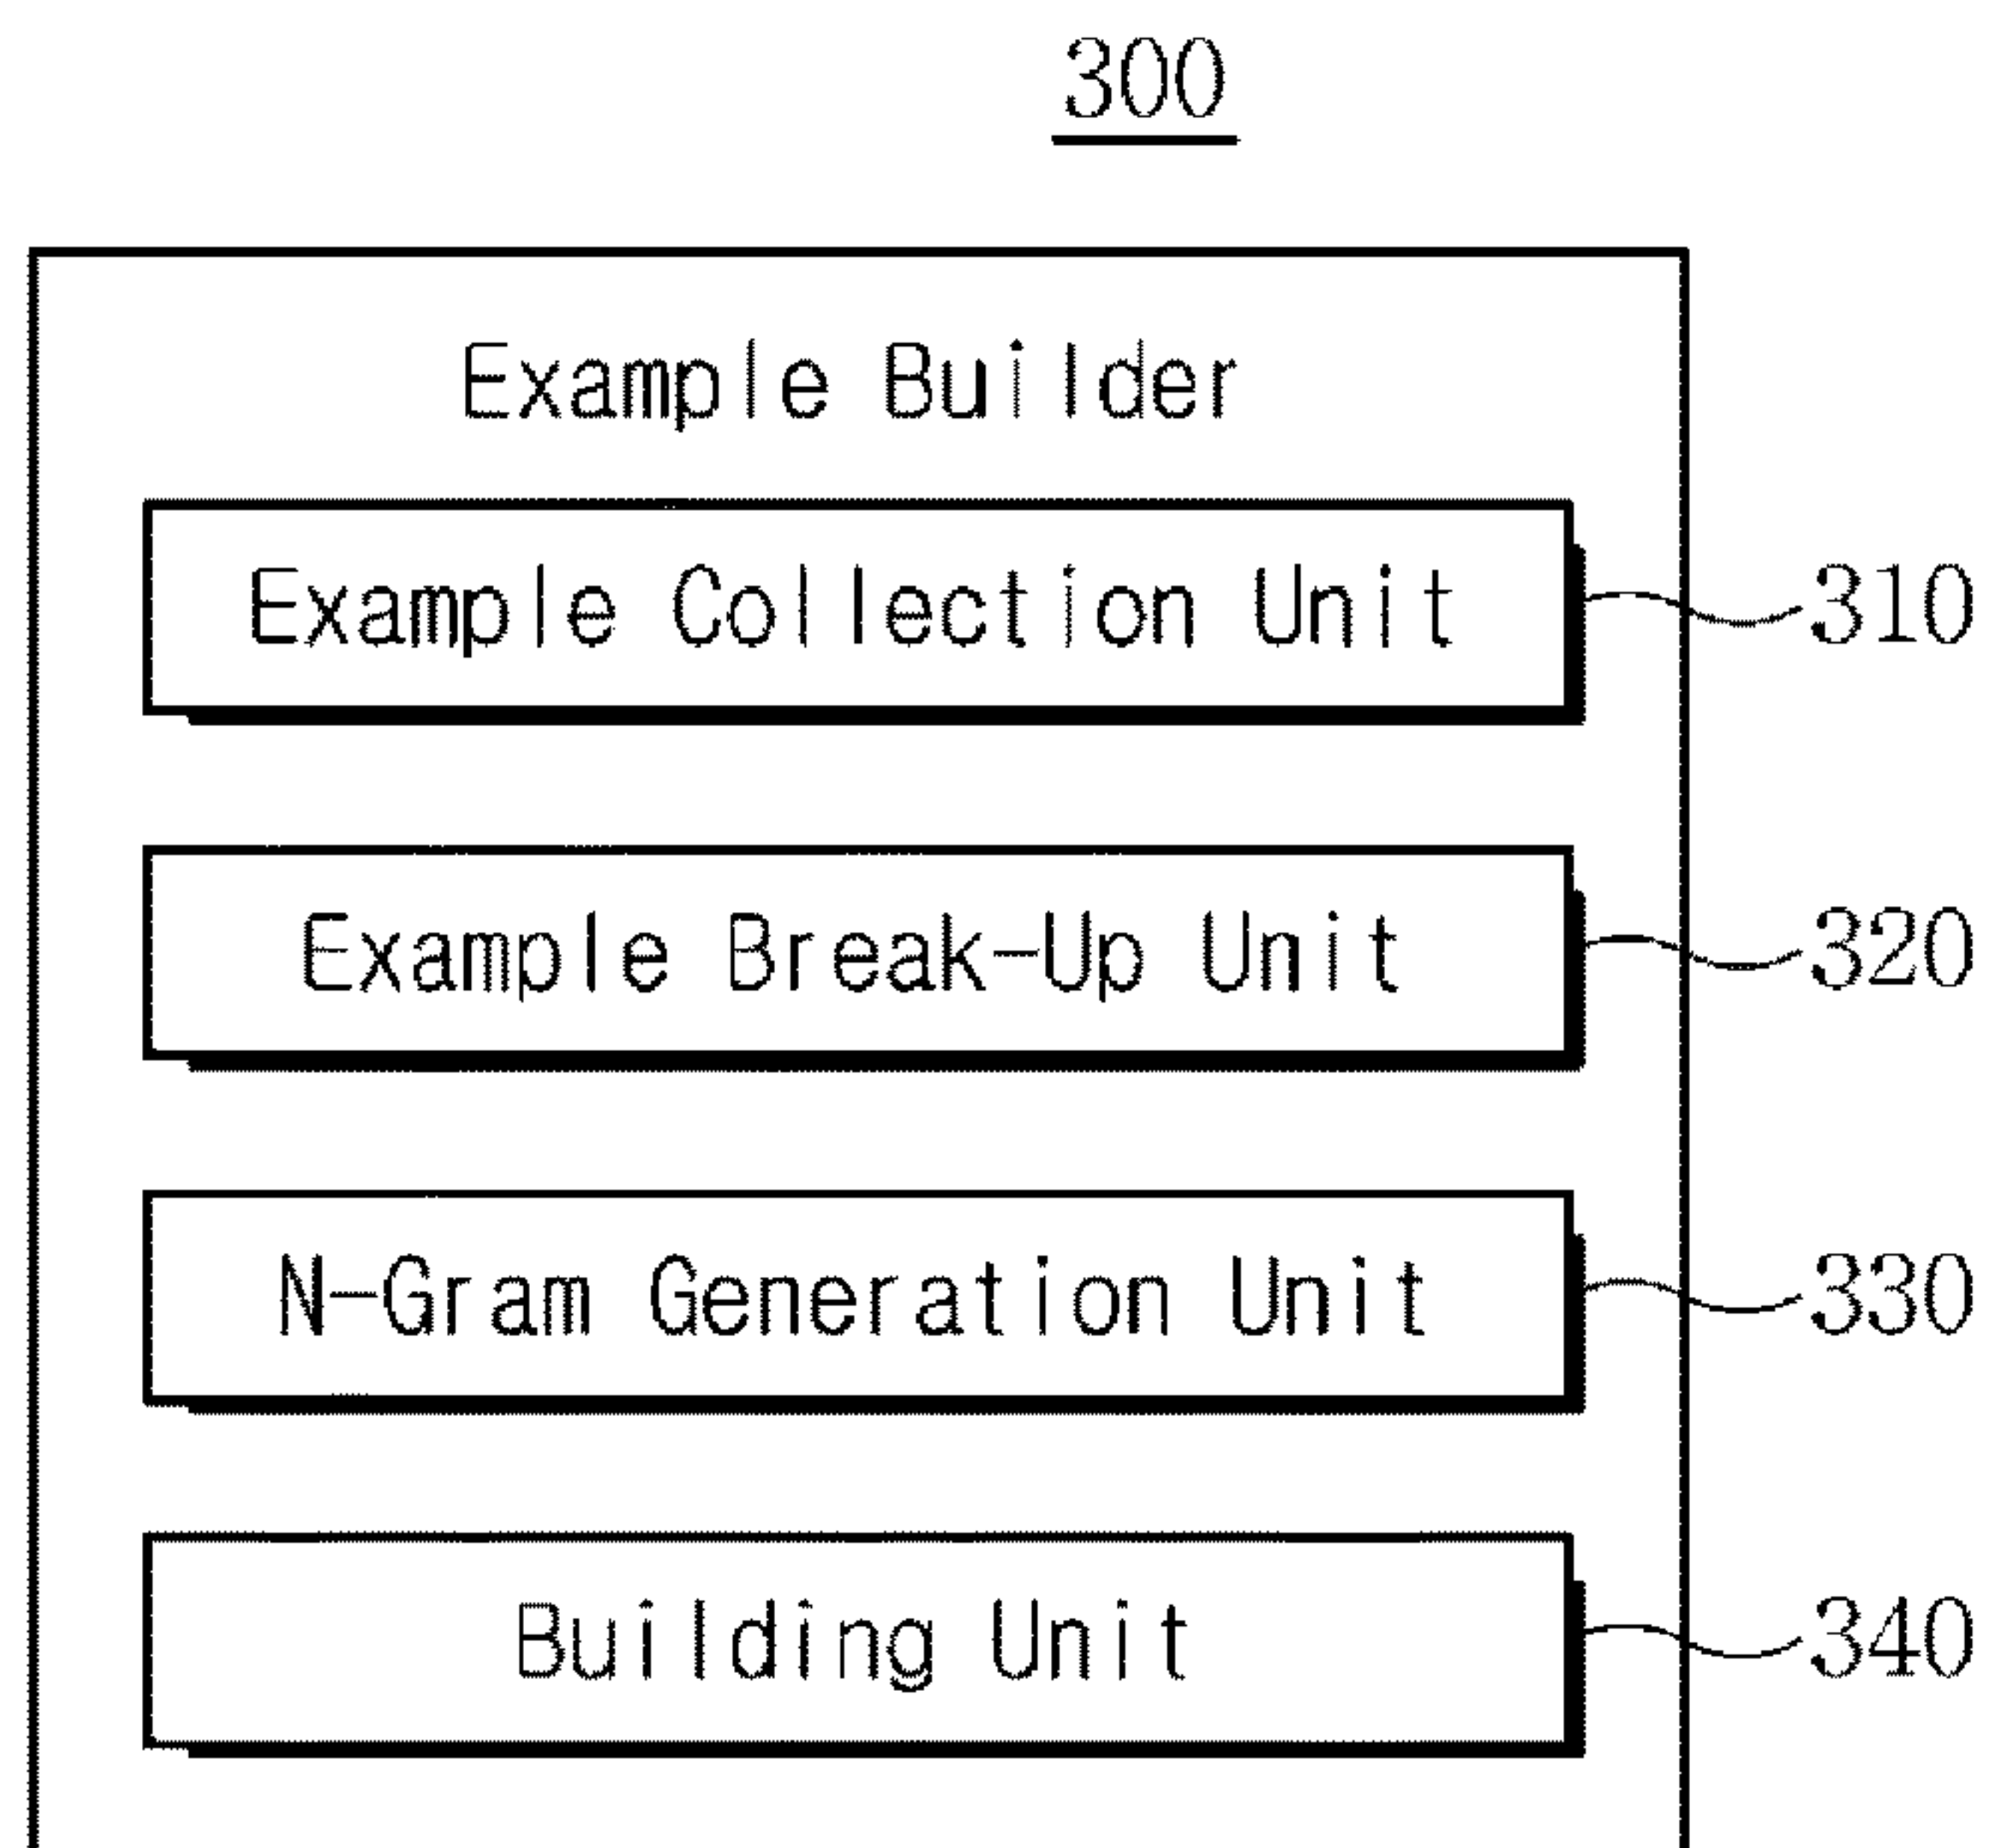 300
Example Builder
Example Collection Unit 310
Example Break-Up Unit 320
N-Gram Generation Unit 330
Building Unit 340